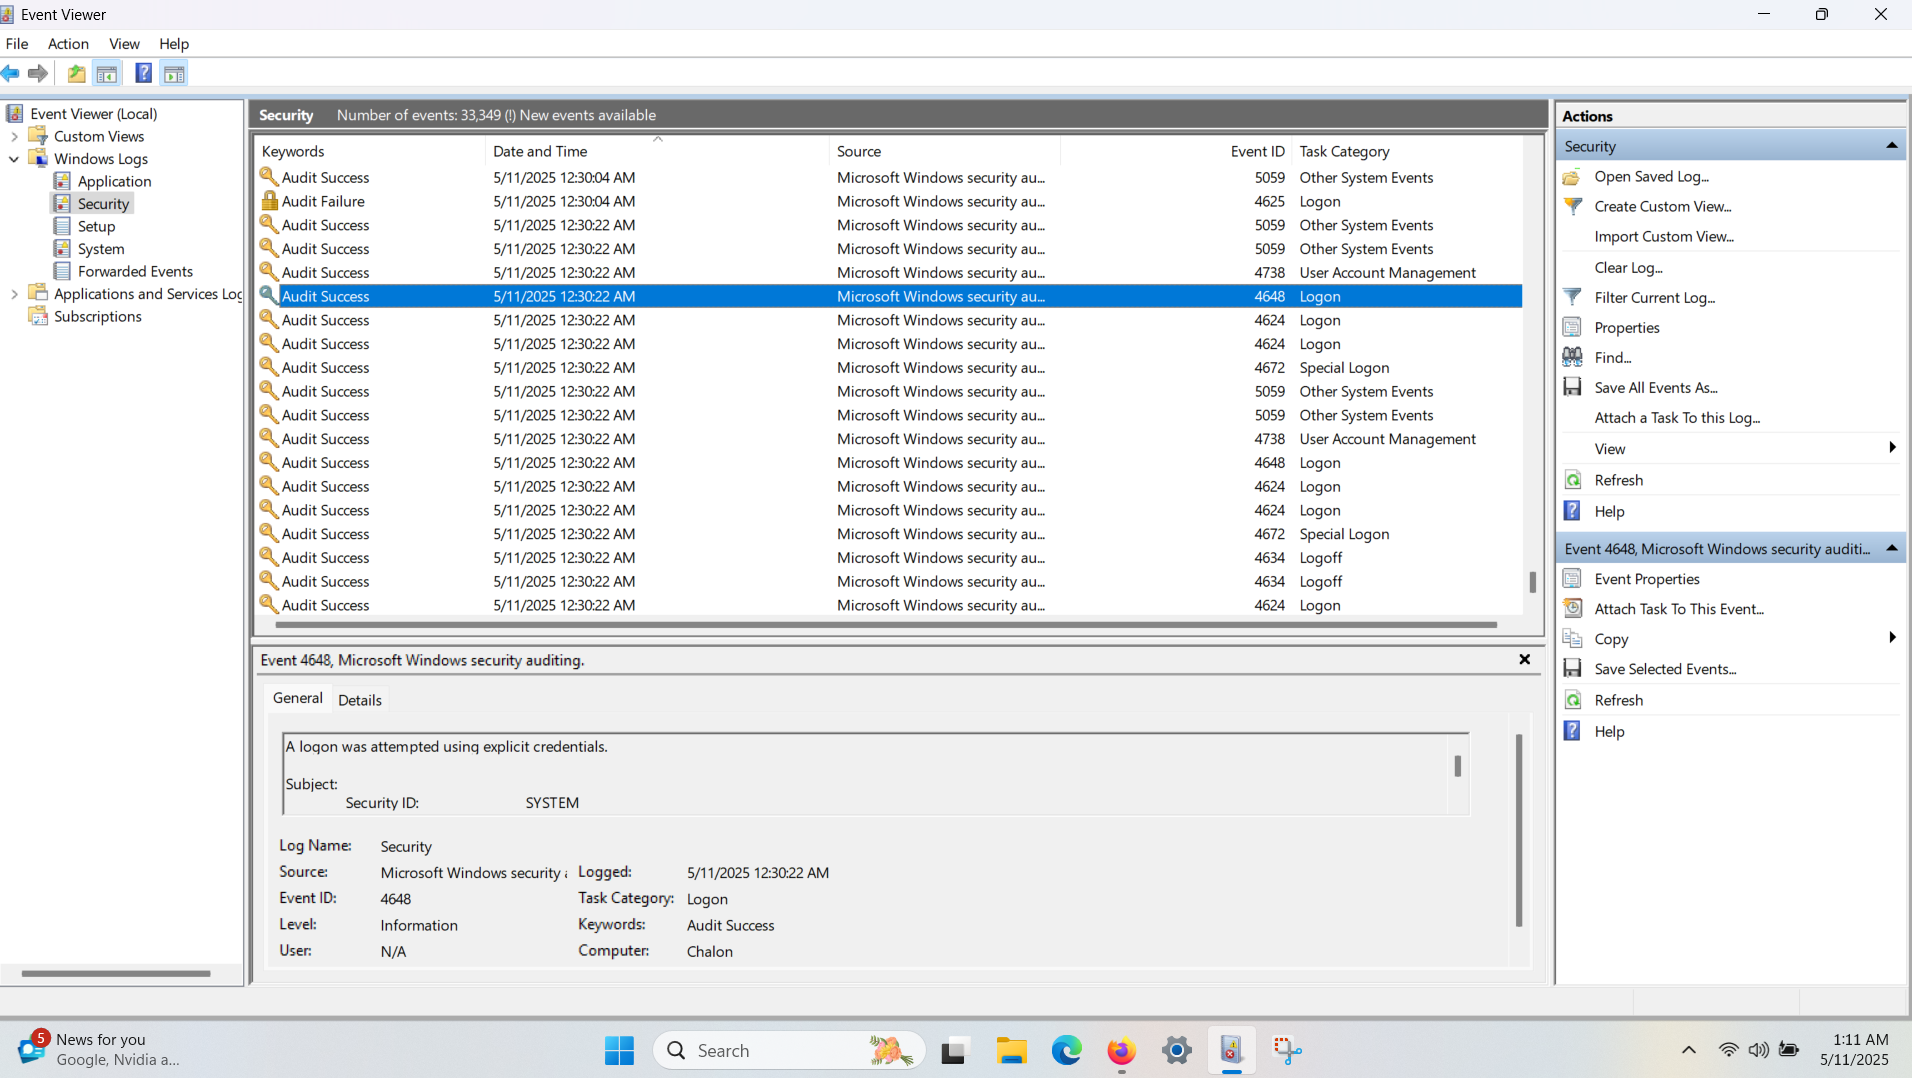 Event Viewer
File Action View Help
Event Viewer (Local)
Custom Views
Windows Logs
Application
Security
Setup
System
Forwarded Events
Applications and Services Log
Subscriptions
Security Number of events: 33,349 (!) New events available
Keywords Date and Time Source Event ID Task Category
Audit Success 5/11/2025 12:30:04 AM Microsoft Windows security au... 5059 Other System Events
Audit Failure 5/11/2025 12:30:04 AM Microsoft Windows security au... 4625 Logon
Audit Success 5/11/2025 12:30:22 AM Microsoft Windows security au... 5059 Other System Events
Audit Success 5/11/2025 12:30:22 AM Microsoft Windows security au... 5059 Other System Events
Audit Success 5/11/2025 12:30:22 AM Microsoft Windows security au... 4738 User Account Management
Audit Success 5/11/2025 12:30:22 AM Microsoft Windows security au... 4648 Logon
Audit Success 5/11/2025 12:30:22 AM Microsoft Windows security au... 4624 Logon
Audit Success 5/11/2025 12:30:22 AM Microsoft Windows security au... 4624 Logon
Audit Success 5/11/2025 12:30:22 AM Microsoft Windows security au... 4672 Special Logon
Audit Success 5/11/2025 12:30:22 AM Microsoft Windows security au... 5059 Other System Events
Audit Success 5/11/2025 12:30:22 AM Microsoft Windows security au... 5059 Other System Events
Audit Success 5/11/2025 12:30:22 AM Microsoft Windows security au... 4738 User Account Management
Audit Success 5/11/2025 12:30:22 AM Microsoft Windows security au... 4648 Logon
Audit Success 5/11/2025 12:30:22 AM Microsoft Windows security au... 4624 Logon
Audit Success 5/11/2025 12:30:22 AM Microsoft Windows security au... 4624 Logon
Audit Success 5/11/2025 12:30:22 AM Microsoft Windows security au... 4672 Special Logon
Audit Success 5/11/2025 12:30:22 AM Microsoft Windows security au... 4634 Logoff
Audit Success 5/11/2025 12:30:22 AM Microsoft Windows security au... 4634 Logoff
Audit Success 5/11/2025 12:30:22 AM Microsoft Windows security au... 4624 Logon
Event 4648, Microsoft Windows security auditing.
General Details
A logon was attempted using explicit credentials.
Subject:
Security ID: SYSTEM
Log Name: Security
Source: Microsoft Windows security Logged: 5/11/2025 12:30:22 AM
Event ID: 4648 Task Category: Logon
Level: Information Keywords: Audit Success
User: N/A Computer: Chalon
Actions
Security
Open Saved Log...
Create Custom View...
Import Custom View...
Clear Log...
Filter Current Log...
Properties
Find...
Save All Events As...
Attach a Task To this Log...
View
Refresh
Help
Event 4648, Microsoft Windows security auditi...
Event Properties
Attach Task To This Event...
Copy
Save Selected Events...
Refresh
Help
5
News for you
Google, Nvidia a...
Search
1:11 AM
5/11/2025